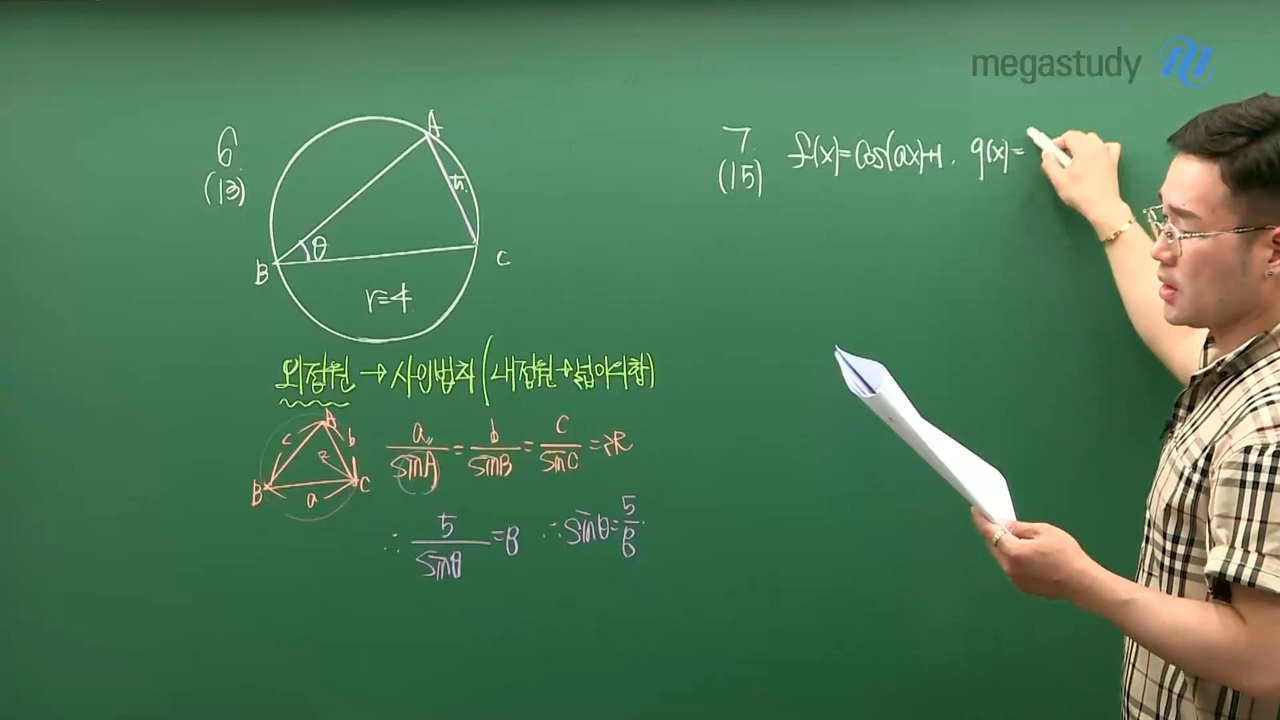 megastudy
6
(13)
A
5
θ
B
C
r=4
외접원 → 사인법칙 (내접원→넓이의합)
A
c
b
R
B
a
C
a/sinA = b/sinB = c/sinC = 2R
∴ 5/sinθ = 8 ∴ sinθ = 5/8.
7
(15)
f(x)=cos(ax)+1. g(x)=